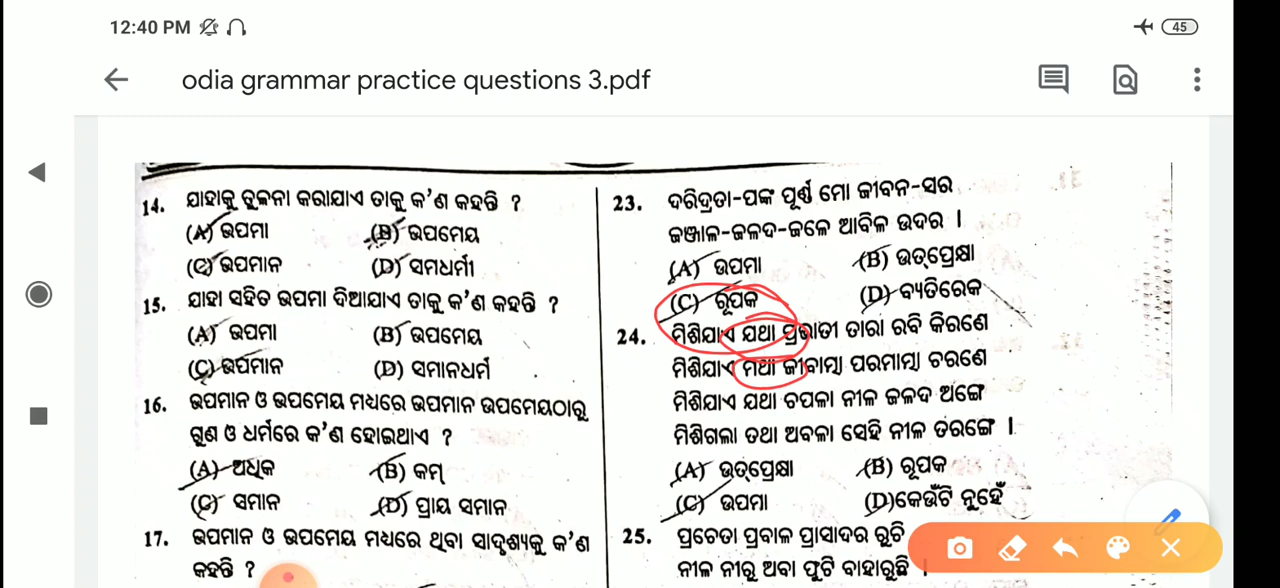 12:40 PM
45
odia grammar practice questions 3.pdf
14. ଯାହାକୁ ତୁଳନା କରାଯାଏ ତାକୁ କ'ଣ କହନ୍ତି ?
(A) ଉପମା (B) ଉପମେୟ
(C) ଉପମାନ (D) ସମଧର୍ମୀ
15. ଯାହା ସହିତ ଉପମା ଦିଆଯାଏ ତାକୁ କ'ଣ କହନ୍ତି ?
(A) ଉପମା (B) ଉପମେୟ
(C) ଉପମାନ (D) ସମାନଧର୍ମ
16. ଉପମାନ ଓ ଉପମେୟ ମଧ୍ୟରେ ଉପମାନ ଉପମେୟଠାରୁ
ଗୁଣ ଓ ଧର୍ମରେ କ'ଣ ହୋଇଥାଏ ?
(A) ଅଧିକ (B) କମ୍
(C) ସମାନ (D) ପ୍ରାୟ ସମାନ
17. ଉପମାନ ଓ ଉପମେୟ ମଧ୍ୟରେ ଥିବା ସାଦୃଶ୍ୟକୁ କ'ଣ
କହନ୍ତି ?
23. ଦରିଦ୍ରତା-ପଙ୍କ ପୂର୍ଣ୍ଣ ମୋ ଜୀବନ-ସର
ଜଞ୍ଜାଳ-ଜଳଦ-ଜଳେ ଆବିଳ ଉଦର ।
(A) ଉପମା (B) ଉତ୍ପ୍ରେକ୍ଷା
(C) ରୂପକ (D) ବ୍ୟତିରେକ
24. ମିଶିଯାଏ ଯଥା ପ୍ରଭାତୀ ତାରା ରବି କିରଣେ
ମିଶିଯାଏ ମଥା ଜୀବାତ୍ମା ପରମାତ୍ମା ଚରଣେ
ମିଶିଯାଏ ଯଥା ଚପଳା ନୀଳ ଜଳଦ ଅଙ୍ଗେ
ମିଶିଗଲା ତଥା ଅବଳା ସେହି ନୀଳ ତରଙ୍ଗେ ।
(A) ଉତ୍ପ୍ରେକ୍ଷା (B) ରୂପକ
(C) ଉପମା (D) କେଉଁଟି ନୁହେଁ
25. ପ୍ରଚେତା ପ୍ରବାଳ ପ୍ରାସାଦର ରୁଚି
ନୀଳ ନୀରୁ ଅବା ଫୁଟି ବାହାରୁଛି ।